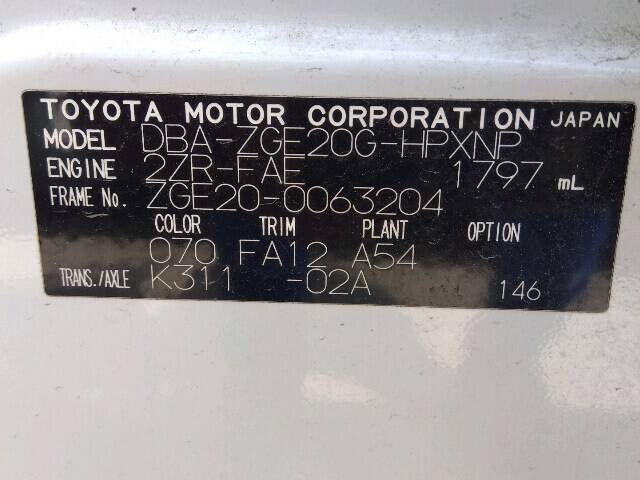 TOYOTA MOTOR CORPORATION JAPAN
MODEL DBA-ZGE20G-HPXNP
ENGINE 2ZR-FAE 1797 mL
FRAME No. ZGE20-0063204
COLOR TRIM PLANT OPTION
070 FA12 A54
TRANS./AXLE K311 -02A 146